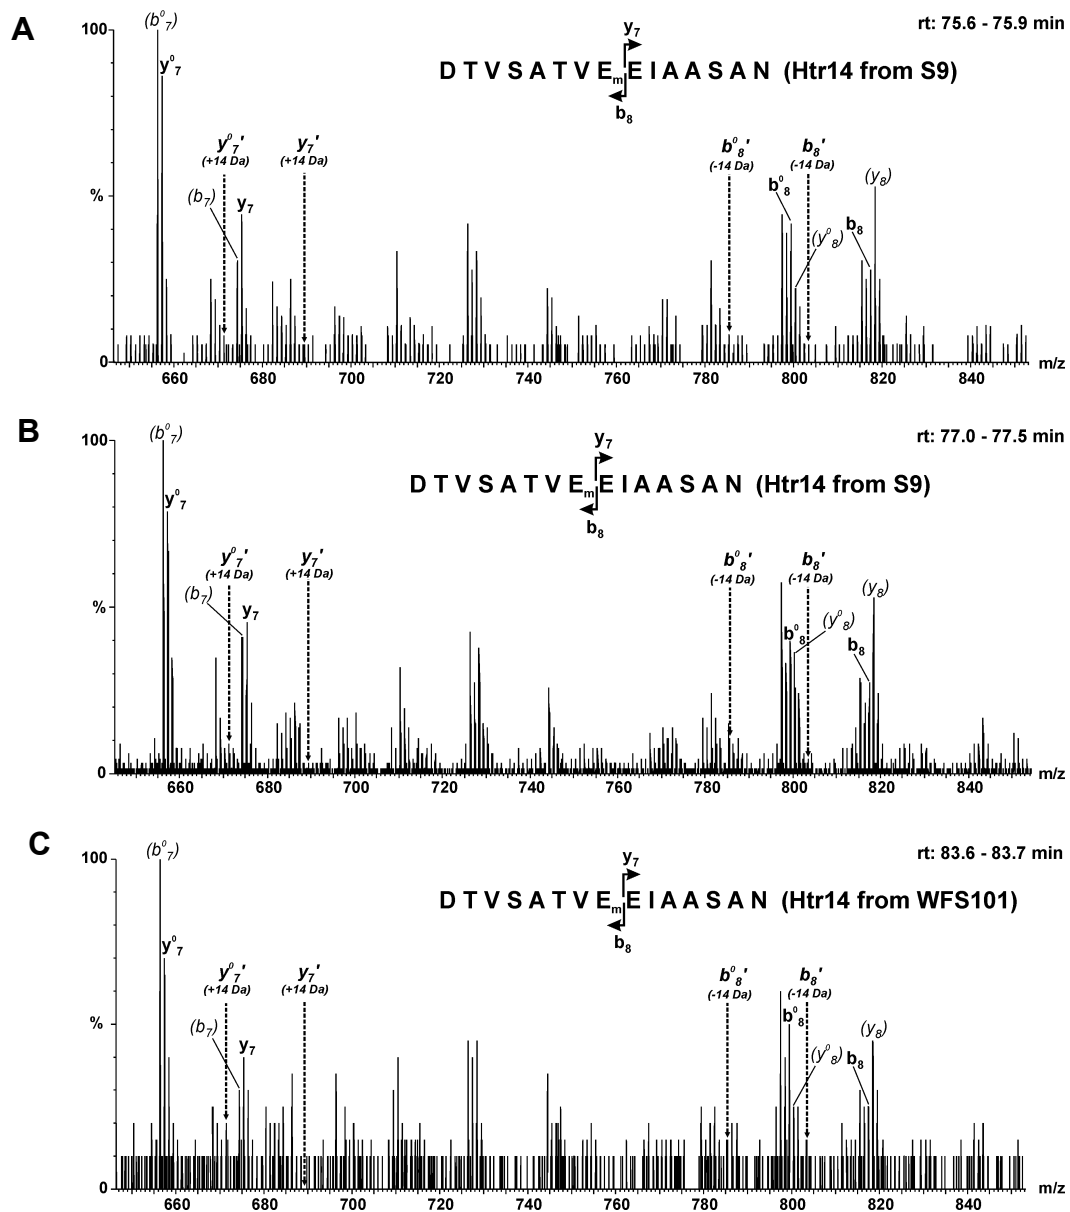 A
(b⁰₇)
rt: 75.6 - 75.9 min
100
y⁰₇
y₇
D T V S A T V Eₘ E I A A S A N (Htr14 from S9)
b₈
y⁰₇'
(+14 Da)
y₇'
(+14 Da)
b⁰₈'
(-14 Da)
b₈'
(-14 Da)
%
(b₇)
y₇
b⁰₈
(y₈)
(y⁰₈)
b₈
0
660 680 700 720 740 760 780 800 820 840
m/z
B
(b⁰₇)
rt: 77.0 - 77.5 min
100
y⁰₇
y₇
D T V S A T V Eₘ E I A A S A N (Htr14 from S9)
b₈
y⁰₇'
(+14 Da)
y₇'
(+14 Da)
b⁰₈'
(-14 Da)
b₈'
(-14 Da)
%
(b₇)
y₇
(y₈)
b⁰₈
(y⁰₈)
b₈
0
660 680 700 720 740 760 780 800 820 840
m/z
C
(b⁰₇)
rt: 83.6 - 83.7 min
100
y₇
D T V S A T V Eₘ E I A A S A N (Htr14 from WFS101)
b₈
y⁰₇
y⁰₇'
(+14 Da)
y₇'
(+14 Da)
b⁰₈'
(-14 Da)
b₈'
(-14 Da)
%
(b₇)
y₇
b⁰₈
(y₈)
(y⁰₈)
b₈
0
660 680 700 720 740 760 780 800 820 840
m/z